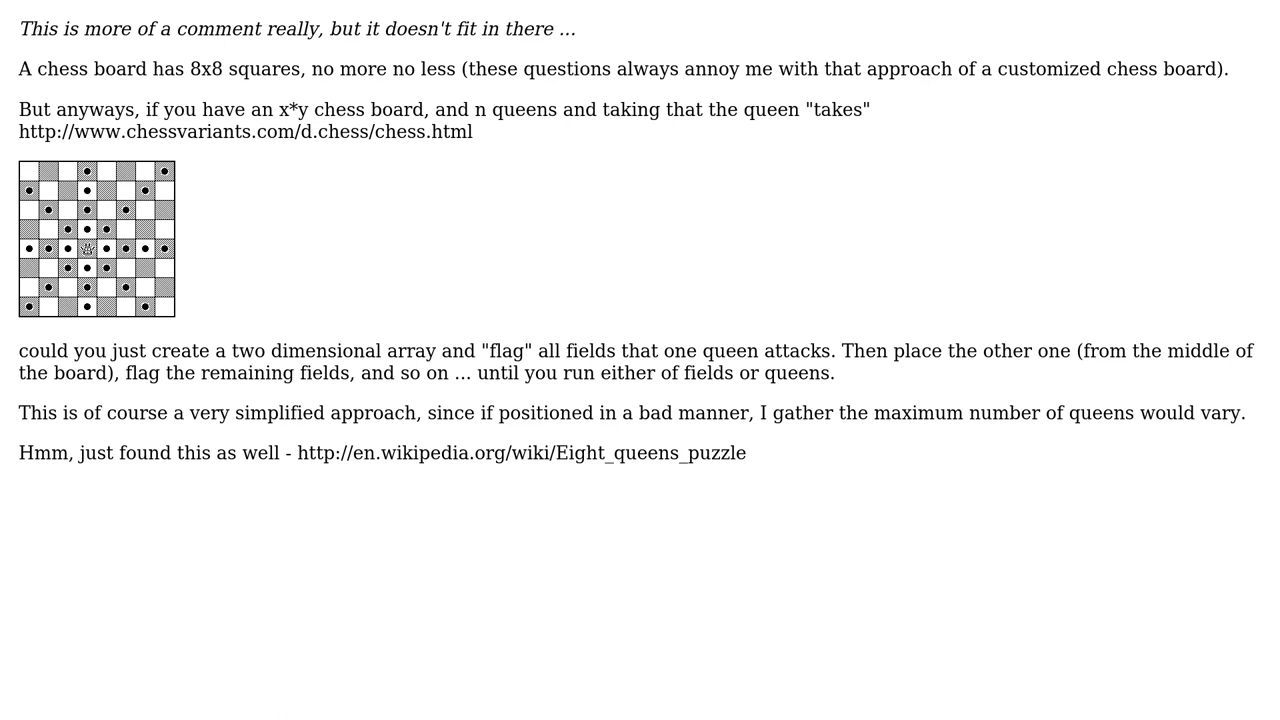 This is more of a comment really, but it doesn't fit in there ...
A chess board has 8x8 squares, no more no less (these questions always annoy me with that approach of a customized chess board).
But anyways, if you have an x*y chess board, and n queens and taking that the queen "takes"
http://www.chessvariants.com/d.chess/chess.html
could you just create a two dimensional array and "flag" all fields that one queen attacks. Then place the other one (from the middle of
the board), flag the remaining fields, and so on ... until you run either of fields or queens.
This is of course a very simplified approach, since if positioned in a bad manner, I gather the maximum number of queens would vary.
Hmm, just found this as well - http://en.wikipedia.org/wiki/Eight_queens_puzzle